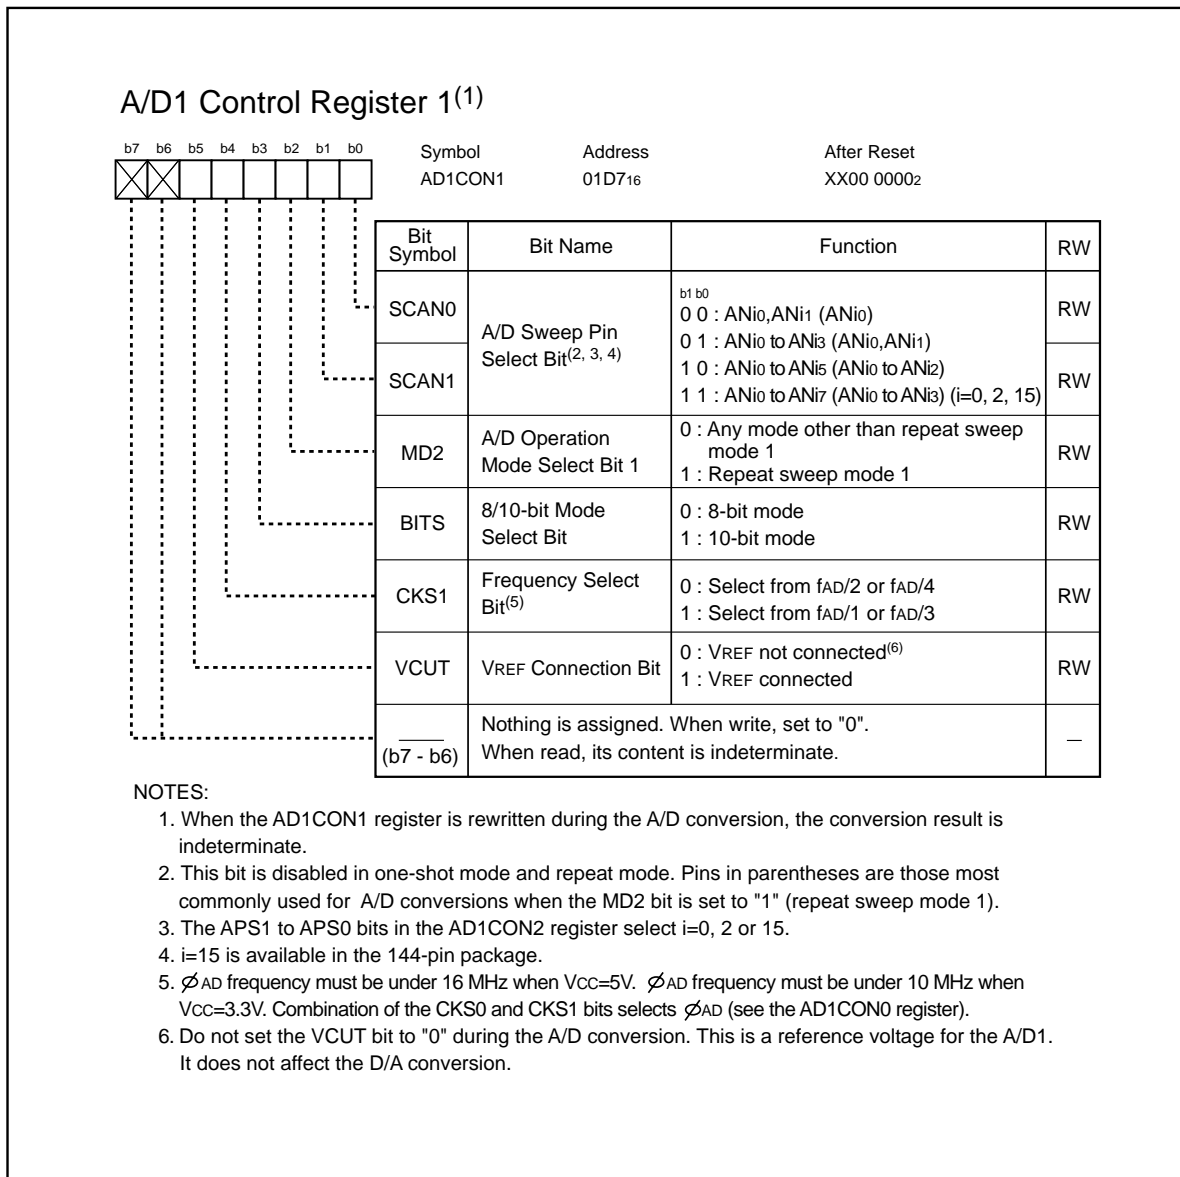 A/D1 Control Register 1(1)
b7 b6 b5 b4 b3 b2 b1 b0
Symbol Address After Reset
AD1CON1 01D716 XX00 00002
Bit Symbol Bit Name Function RW
SCAN0
SCAN1
A/D Sweep Pin
Select Bit(2, 3, 4)
b1 b0
0 0 : ANi0,ANi1 (ANi0)
0 1 : ANi0 to ANi3 (ANi0,ANi1)
1 0 : ANi0 to ANi5 (ANi0 to ANi2)
1 1 : ANi0 to ANi7 (ANi0 to ANi3) (i=0, 2, 15)
RW
RW
MD2
A/D Operation
Mode Select Bit 1
0 : Any mode other than repeat sweep
mode 1
1 : Repeat sweep mode 1
RW
BITS
8/10-bit Mode
Select Bit
0 : 8-bit mode
1 : 10-bit mode
RW
CKS1
Frequency Select
Bit(5)
0 : Select from fAD/2 or fAD/4
1 : Select from fAD/1 or fAD/3
RW
VCUT
VREF Connection Bit
0 : VREF not connected(6)
1 : VREF connected
RW
(b7 - b6)
Nothing is assigned. When write, set to "0".
When read, its content is indeterminate.
—
NOTES:
1. When the AD1CON1 register is rewritten during the A/D conversion, the conversion result is
indeterminate.
2. This bit is disabled in one-shot mode and repeat mode. Pins in parentheses are those most
commonly used for A/D conversions when the MD2 bit is set to "1" (repeat sweep mode 1).
3. The APS1 to APS0 bits in the AD1CON2 register select i=0, 2 or 15.
4. i=15 is available in the 144-pin package.
5. ØAD frequency must be under 16 MHz when VCC=5V. ØAD frequency must be under 10 MHz when
VCC=3.3V. Combination of the CKS0 and CKS1 bits selects ØAD (see the AD1CON0 register).
6. Do not set the VCUT bit to "0" during the A/D conversion. This is a reference voltage for the A/D1.
It does not affect the D/A conversion.